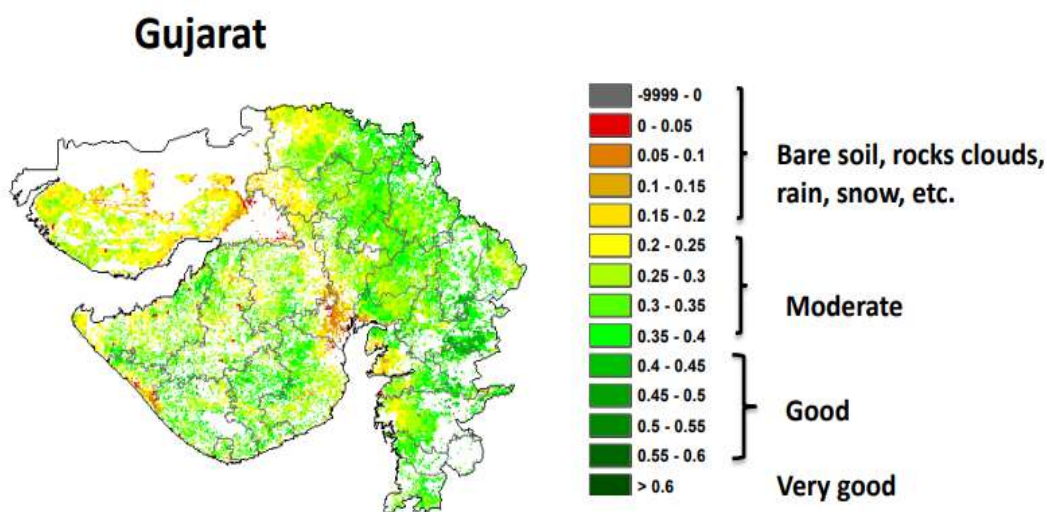 Gujarat
-9999 - 0
0 - 0.05
0.05 - 0.1
0.1 - 0.15
0.15 - 0.2
0.2 - 0.25
0.25 - 0.3
0.3 - 0.35
0.35 - 0.4
0.4 - 0.45
0.45 - 0.5
0.5 - 0.55
0.55 - 0.6
> 0.6
Bare soil, rocks clouds,
rain, snow, etc.
Moderate
Good
Very good